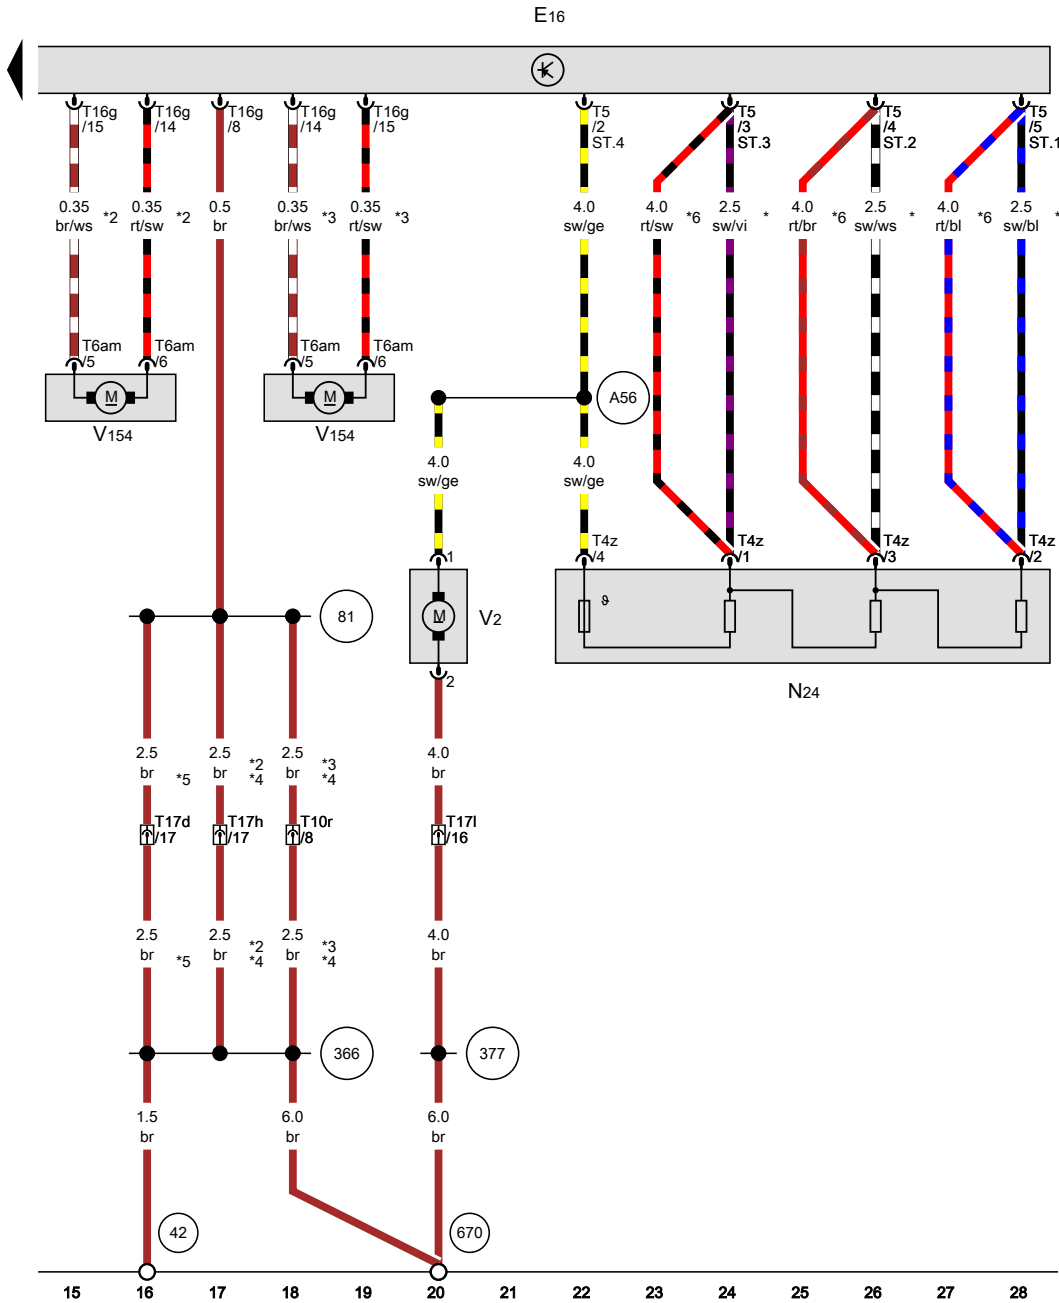 E16
T16g
/15
T16g
/14
T16g
/8
T16g
/14
T16g
/15
T5
/2
ST.4
T5
/3
ST.3
T5
/4
ST.2
T5
/5
ST.1
0.35
br/ws
*2
0.35
rt/sw
*2
0.5
br
0.35
br/ws
*3
0.35
rt/sw
*3
4.0
sw/ge
4.0
rt/sw
*6
2.5
sw/vi
*
4.0
rt/br
*6
2.5
sw/ws
*
4.0
rt/bl
*6
2.5
sw/bl
*
T6am
/5
T6am
/6
T6am
/5
T6am
/6
M
M
V154
V154
A56
4.0
sw/ge
4.0
sw/ge
1
T4z
/4
T4z
/1
T4z
/3
T4z
/2
81
M
V2
ϑ
2
N24
2.5
br
*5
2.5
br
*2
*4
2.5
br
*3
*4
4.0
br
T17d
/17
T17h
/17
T10r
/8
T17l
/16
2.5
br
*5
2.5
br
*2
*4
2.5
br
*3
*4
4.0
br
366
377
1.5
br
6.0
br
6.0
br
42
670
15 16 17 18 19 20 21 22 23 24 25 26 27 28